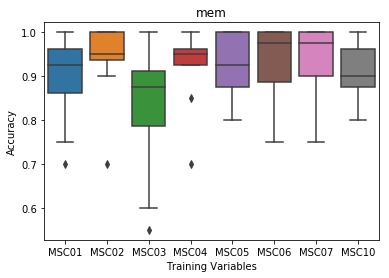 mem
1.0
0.9
0.8
0.7
0.6
Accuracy
MSC01 MSC02 MSC03 MSC04 MSC05 MSC06 MSC07 MSC10
Training Variables